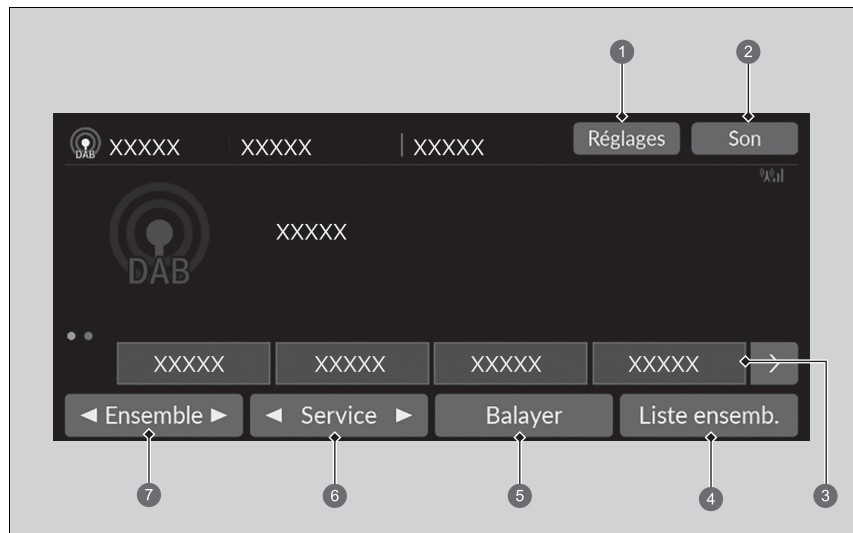 1 2
DAB XXXXX XXXXX XXXXX Réglages Son
XXXXX
DAB
XXXXX XXXXX XXXXX XXXXX >
◄ Ensemble ► ◄ Service ► Balayer Liste ensemb.
7 6 5 4 3